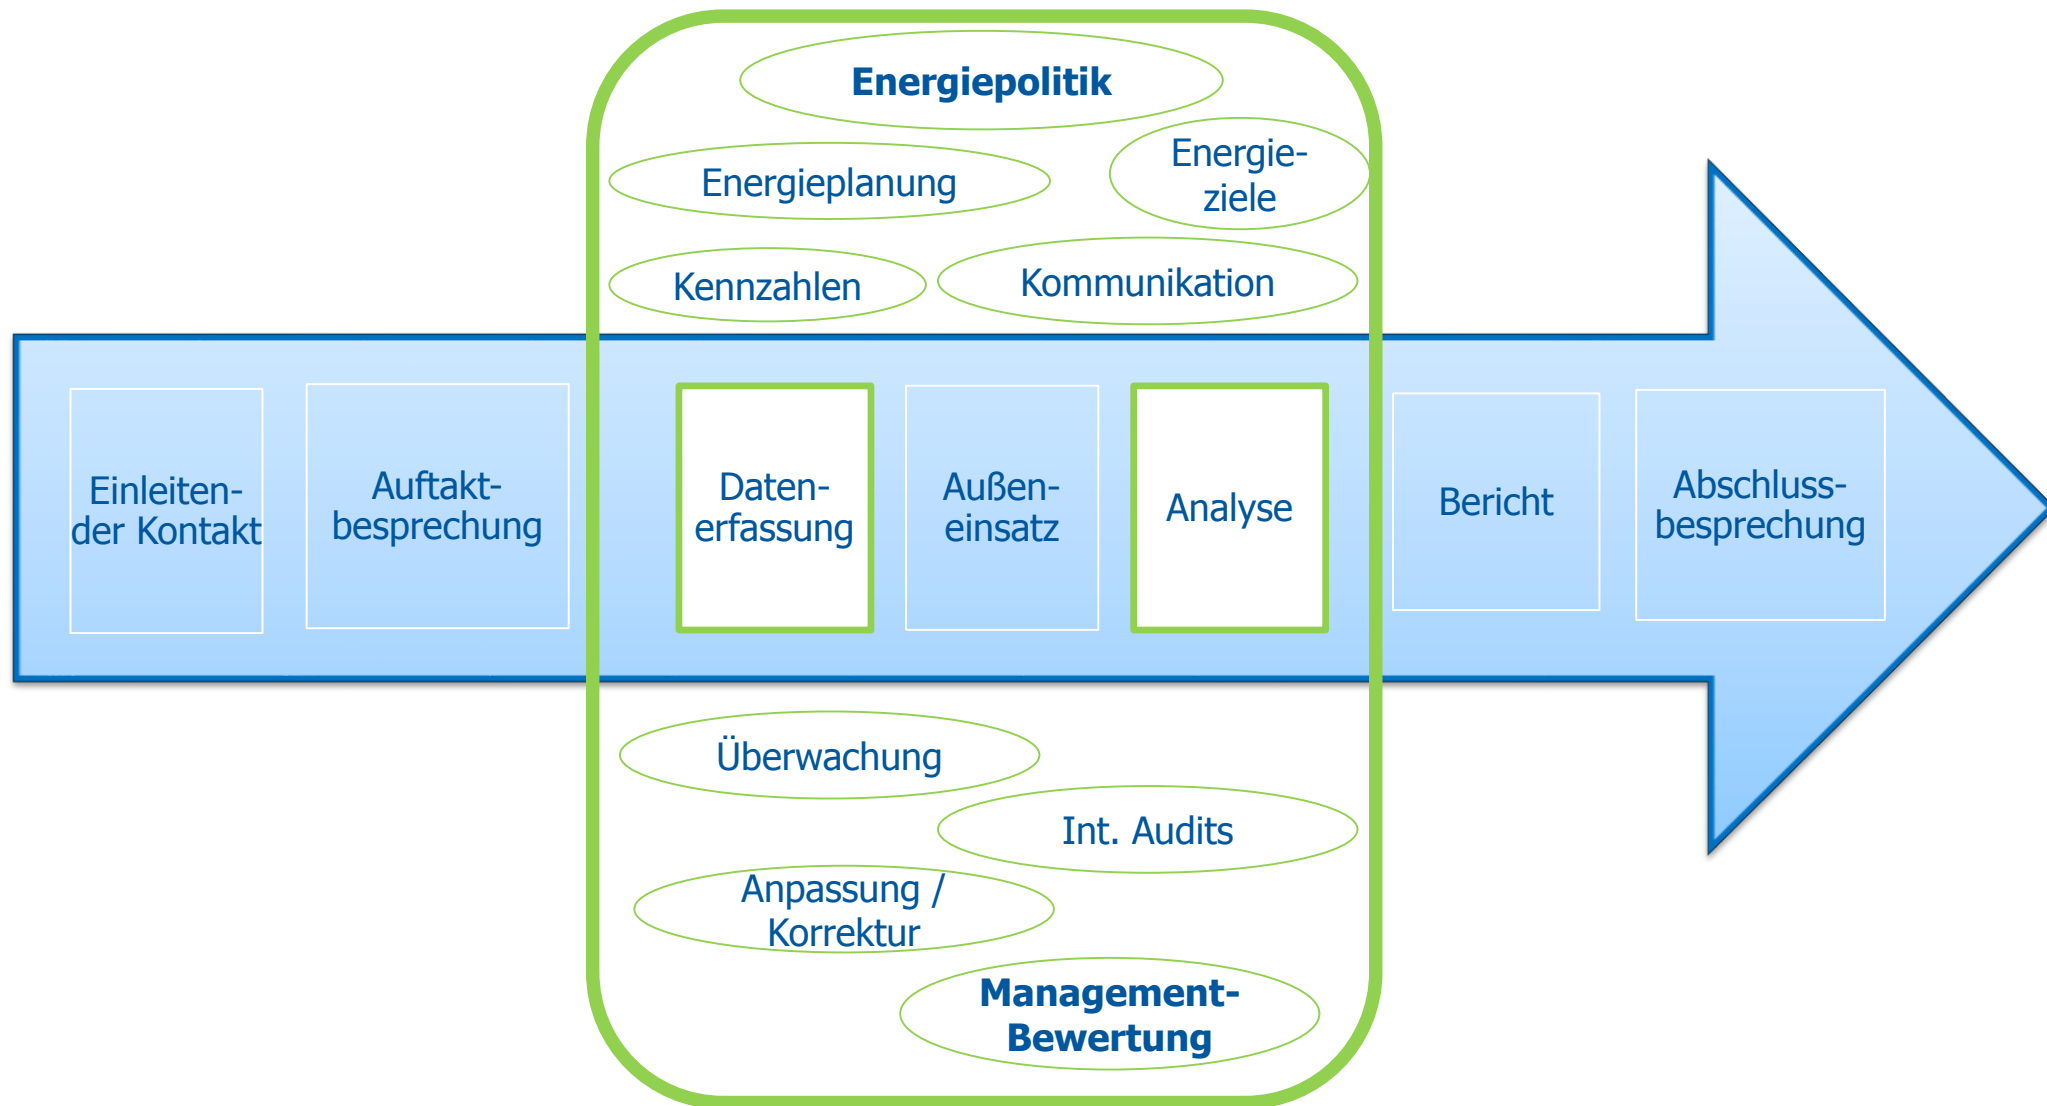 Energiepolitik
Energieplanung
Energie-
ziele
Kennzahlen
Kommunikation
Einleiten-
der Kontakt
Auftakt-
besprechung
Daten-
erfassung
Außen-
einsatz
Analyse
Bericht
Abschluss-
besprechung
Überwachung
Int. Audits
Anpassung /
Korrektur
Management-
Bewertung